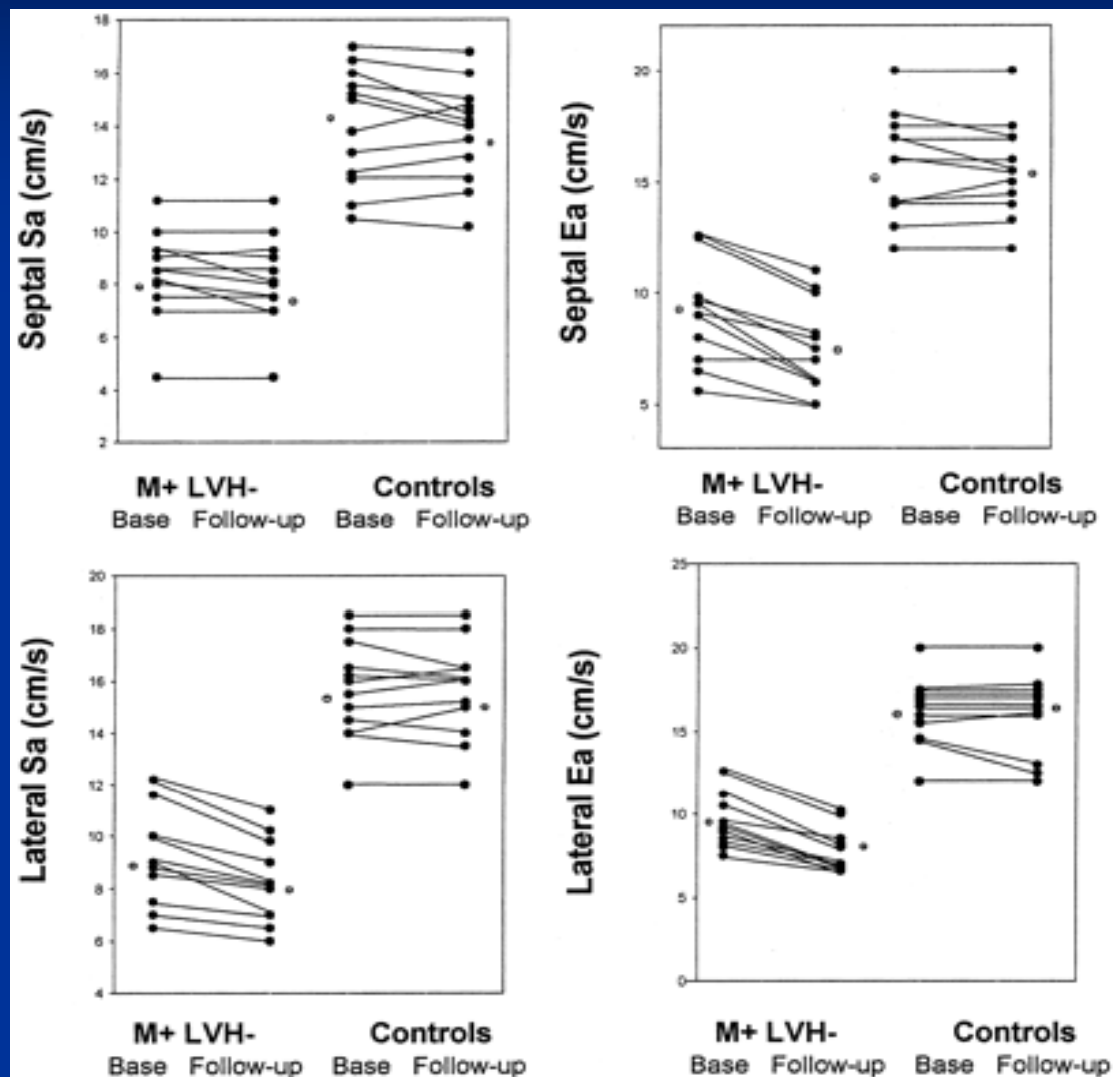 Septal Sa (cm/s)
18
16
14
12
10
8
6
4
2
M+ LVH- Controls
Base Follow-up Base Follow-up
Septal Ea (cm/s)
20
15
10
5
M+ LVH- Controls
Base Follow-up Base Follow-up
Lateral Sa (cm/s)
20
18
16
14
12
10
8
6
4
M+ LVH- Controls
Base Follow-up Base Follow-up
Lateral Ea (cm/s)
25
20
15
10
5
0
M+ LVH- Controls
Base Follow-up Base Follow-up